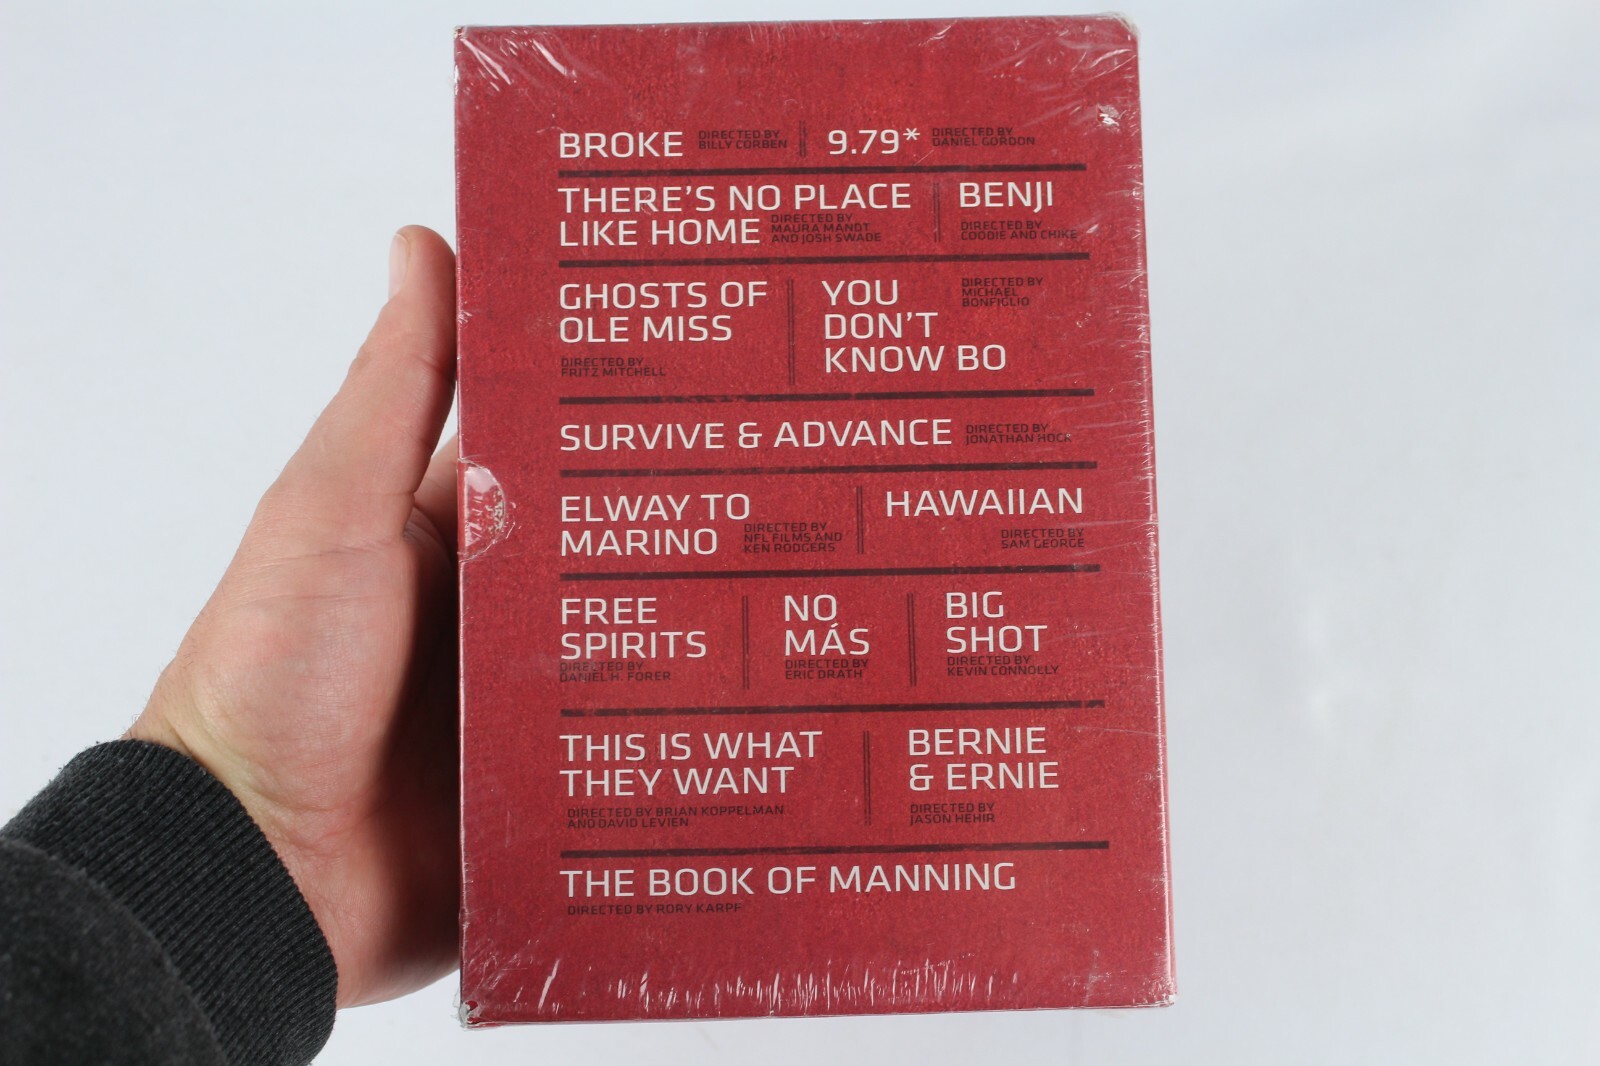 BROKE
DIRECTED BY
BILLY CORBEN
9.79*
DIRECTED BY
DANIEL GORDON
THERE'S NO PLACE
LIKE HOME
DIRECTED BY
MAURA MANDT
AND JOSH SWADE
BENJI
DIRECTED BY
COODIE AND CHIKE
GHOSTS OF
OLE MISS
DIRECTED BY
FRITZ MITCHELL
YOU
DON'T
KNOW BO
DIRECTED BY
MICHAEL
BONFIGLIO
SURVIVE & ADVANCE
DIRECTED BY
JONATHAN HOCK
ELWAY TO
MARINO
DIRECTED BY
NFL FILMS AND
KEN RODGERS
HAWAIIAN
DIRECTED BY
SAM GEORGE
FREE
SPIRITS
DIRECTED BY
DANIEL H. FORER
NO
MÁS
DIRECTED BY
ERIC DRATH
BIG
SHOT
DIRECTED BY
KEVIN CONNOLLY
THIS IS WHAT
THEY WANT
DIRECTED BY BRIAN KOPPELMAN
AND DAVID LEVIEN
BERNIE
& ERNIE
DIRECTED BY
JASON HEHIR
THE BOOK OF MANNING
DIRECTED BY RORY KARPF